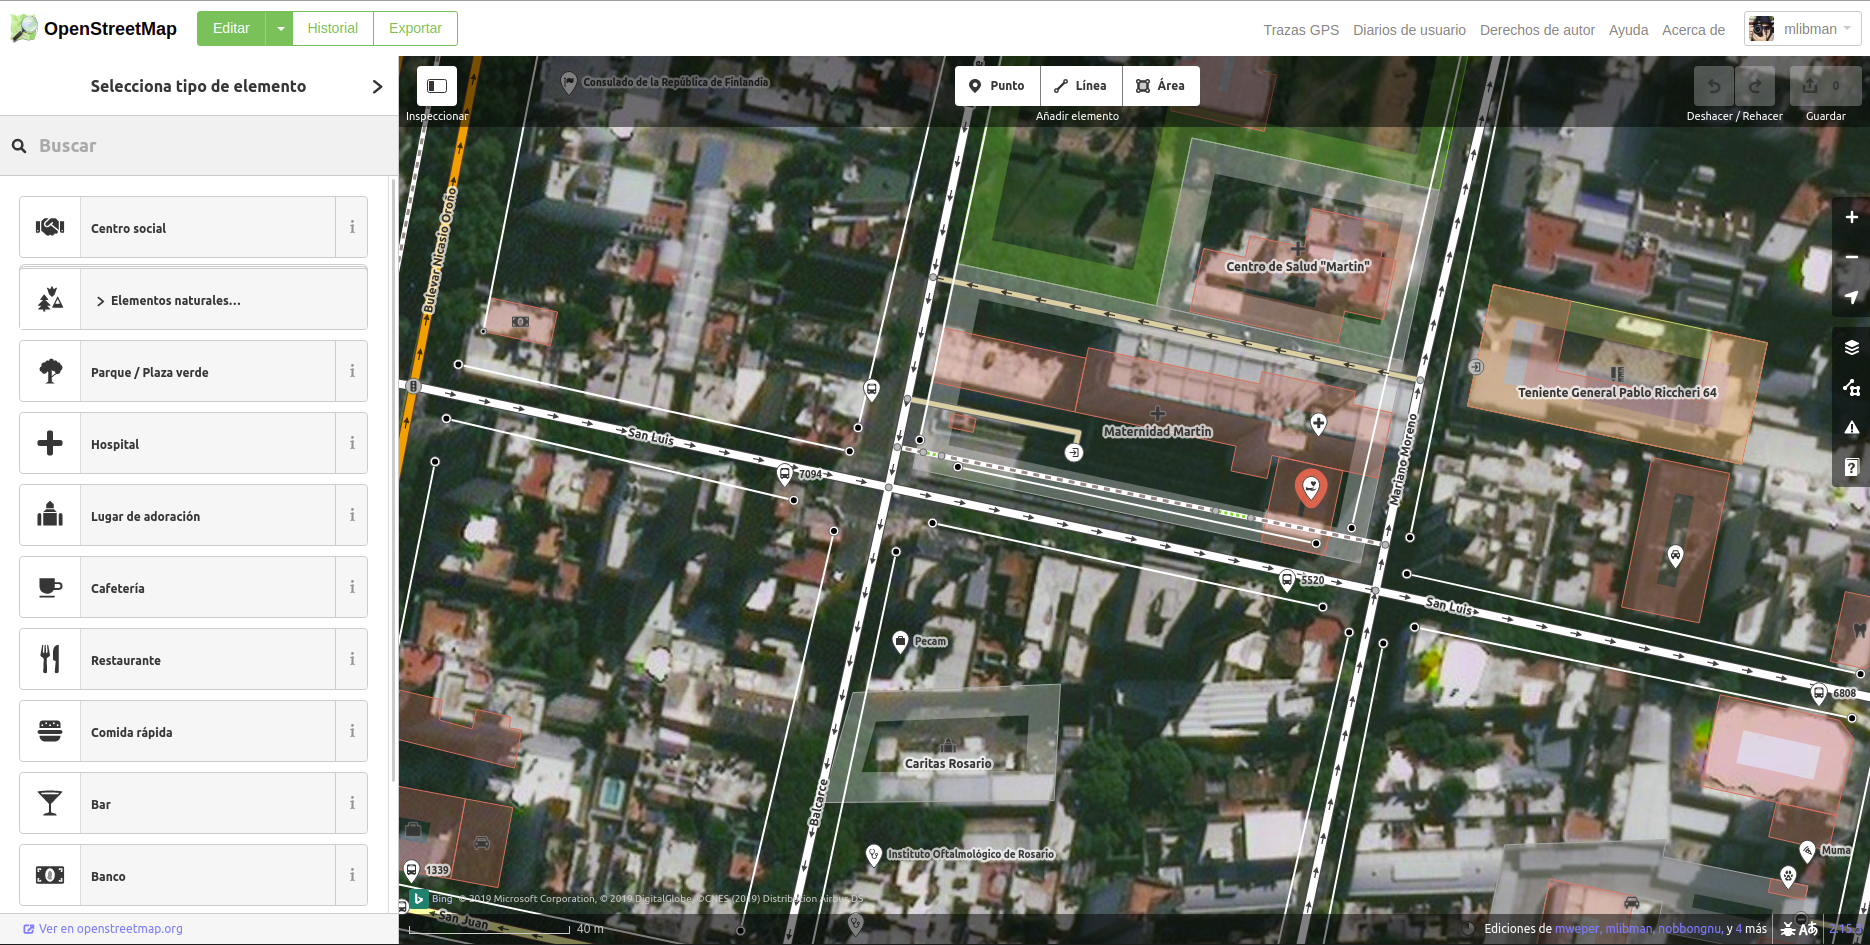 OpenStreetMap
Editar
Historial
Exportar
Trazas GPS
Diarios de usuario
Derechos de autor
Ayuda
Acerca de
mlibman
Selecciona tipo de elemento
Inspeccionar
Punto
Línea
Área
Añadir elemento
Deshacer / Rehacer
0
Guardar
Buscar
Centro social
Elementos naturales...
Parque / Plaza verde
Hospital
Lugar de adoración
Cafetería
Restaurante
Comida rápida
Bar
Banco
Ver en openstreetmap.org
Consulado de la República de Finlandia
Bulevar Nicasio Oroño
Centro de Salud "Martin"
Teniente General Pablo Riccheri 64
Maternidad Martin
Mariano Moreno
San Luis
7094
5520
San Luis
Pecam
6808
Caritas Rosario
Balcarce
Instituto Oftalmológico de Rosario
Muma
1339
Bing © 2019 Microsoft Corporation, © 2019 DigitalGlobe, ©CNES (2019) Distribution Airbus DS
San Juan
40 m
Ediciones de mweper, mlibman, nobbongnu, y 4 más